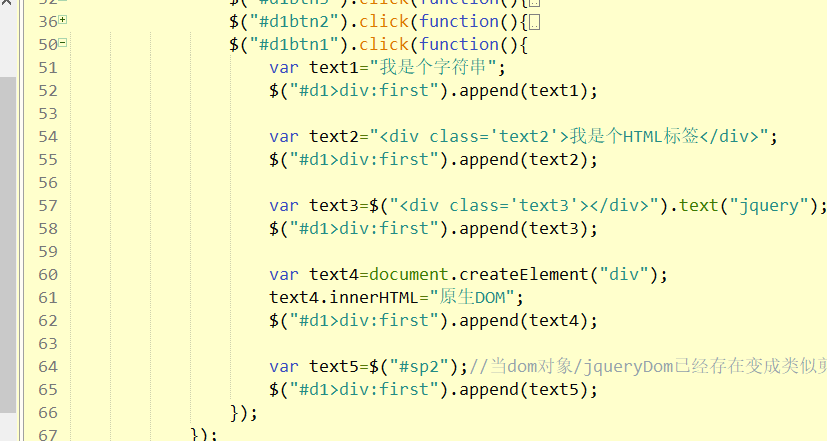 36 $("#d1btn2").click(function(){
50 $("#d1btn1").click(function(){
51 var text1="我是个字符串";
52 $("#d1>div:first").append(text1);
53
54 var text2="<div class='text2'>我是个HTML标签</div>";
55 $("#d1>div:first").append(text2);
56
57 var text3=$("<div class='text3'></div>").text("jquery");
58 $("#d1>div:first").append(text3);
59
60 var text4=document.createElement("div");
61 text4.innerHTML="原生DOM";
62 $("#d1>div:first").append(text4);
63
64 var text5=$("#sp2");//当dom对象/jqueryDom已经存在变成类似剪
65 $("#d1>div:first").append(text5);
66 });
67 });